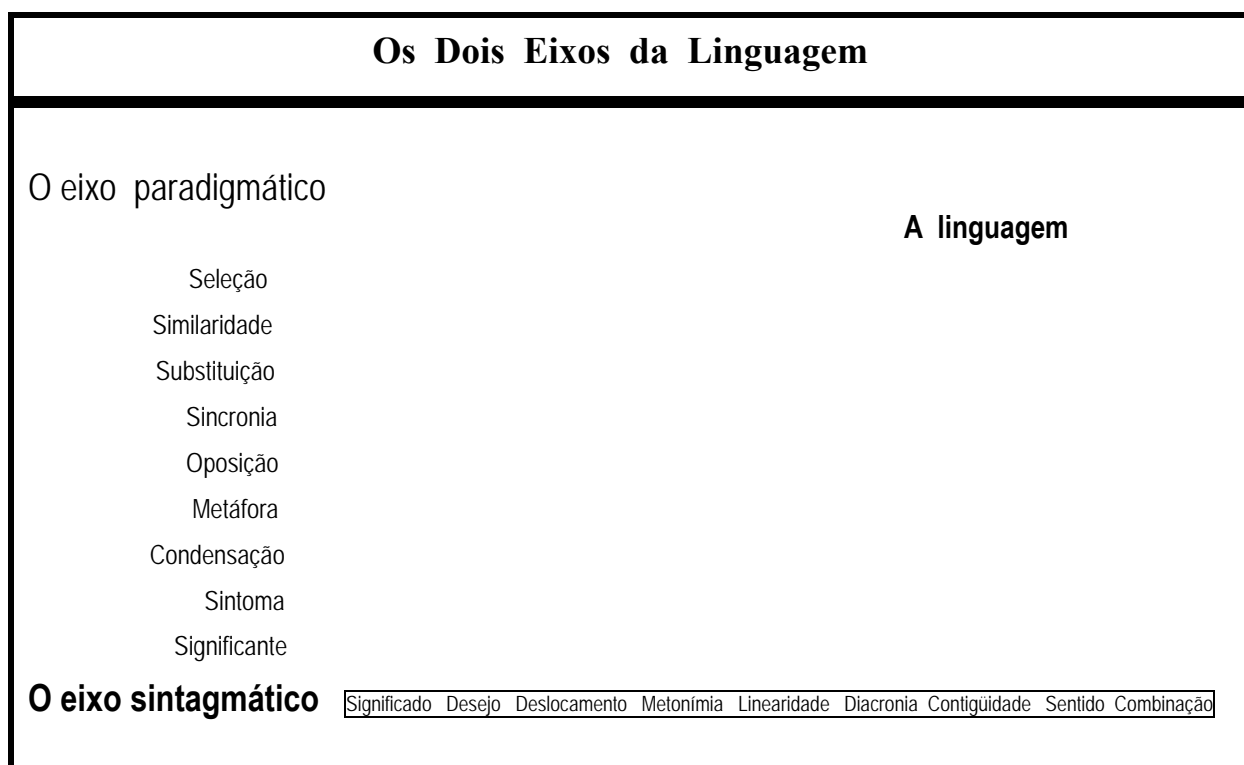 Os Dois Eixos da Linguagem
O eixo paradigmático
A linguagem
Seleção
Similaridade
Substituição
Sincronia
Oposição
Metáfora
Condensação
Sintoma
Significante
O eixo sintagmático Significado Desejo Deslocamento Metonímia Linearidade Diacronia Contigüidade Sentido Combinação